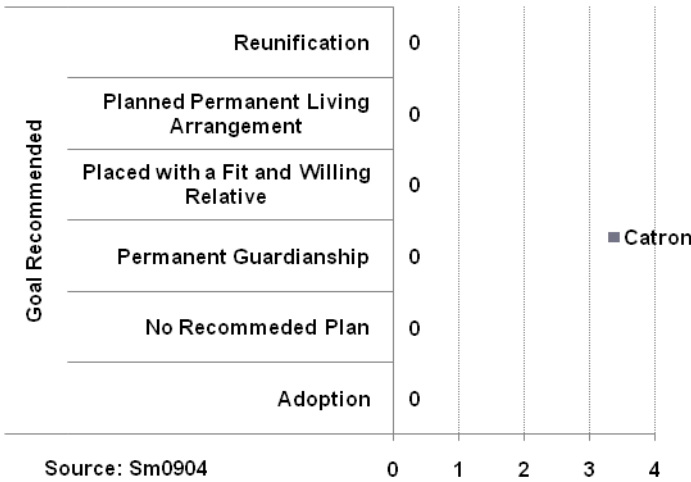 Goal Recommended
Reunification
0
Planned Permanent Living
Arrangement
0
Placed with a Fit and Willing
Relative
0
Permanent Guardianship
0
No Recommeded Plan
0
Adoption
0
Catron
0 1 2 3 4
Source: Sm0904